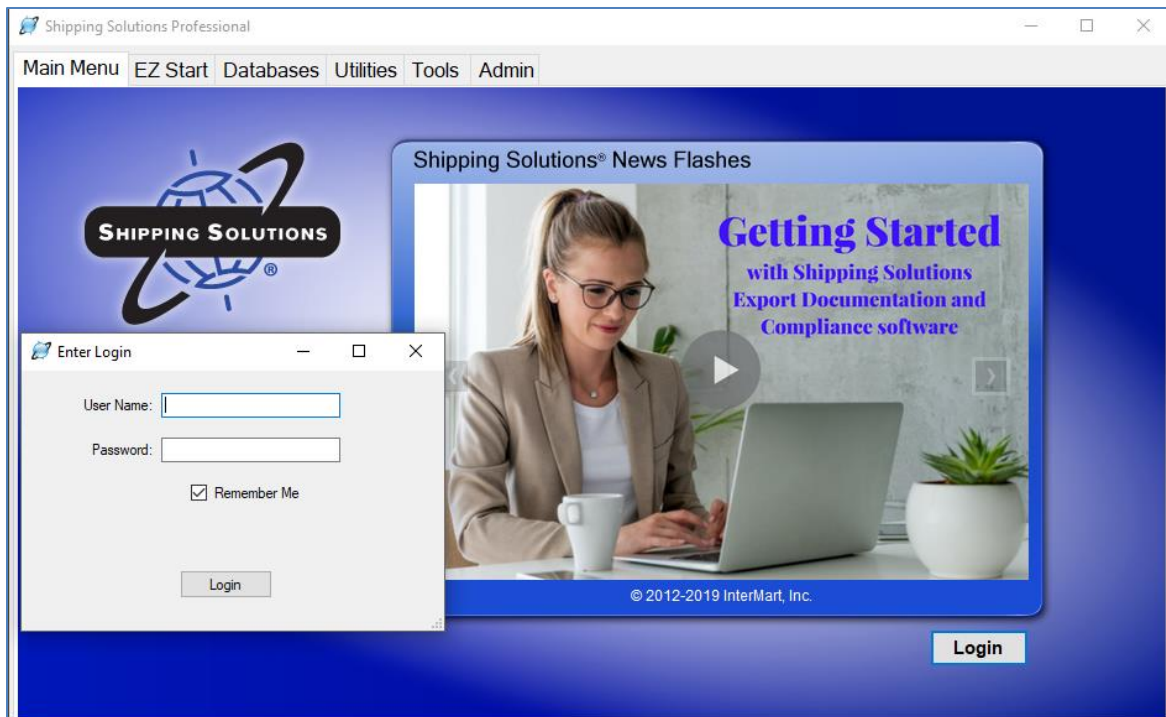 Shipping Solutions Professional
Main Menu EZ Start Databases Utilities Tools Admin
SHIPPING SOLUTIONS
®
Shipping Solutions® News Flashes
Getting Started
with Shipping Solutions
Export Documentation and
Compliance software
Enter Login
User Name:
Password:
Remember Me
Login
© 2012-2019 InterMart, Inc.
Login